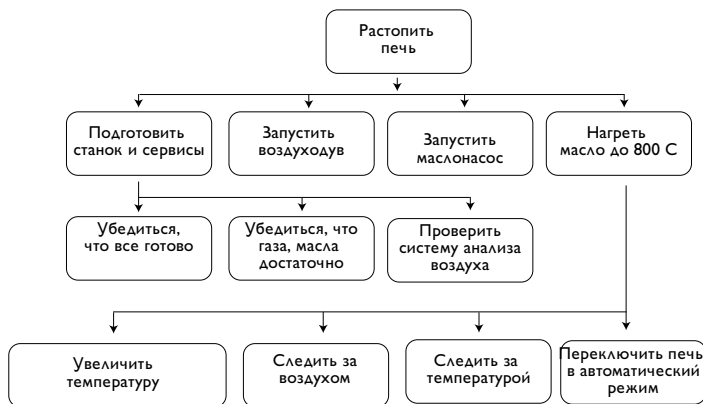 Растопить
печь
Подготовить
станок и сервисы
Запустить
воздуходув
Запустить
маслонасос
Нагреть
масло до 800 С
Убедиться,
что все готово
Убедиться, что
газа, масла
достаточно
Проверить
систему анализа
воздуха
Увеличить
температуру
Следить за
воздухом
Следить за
температурой
Переключить печь
в автоматический
режим